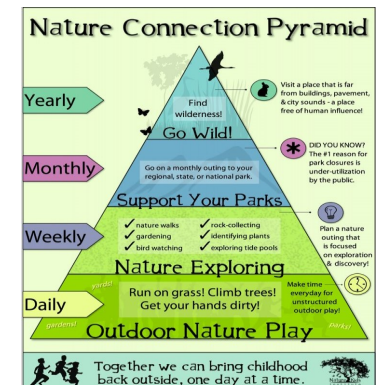 Nature Connection Pyramid
Yearly
Find
wilderness!
Go Wild!
Visit a place that is far
from buildings, pavement,
& city sounds - a place
free of human influence!
Monthly
Go on a monthly outing to your
regional, state, or national park.
Support Your Parks
DID YOU KNOW?
The #1 reason for
park closures is
under-utilization
by the public.
Weekly
✓ nature walks
✓ gardening
✓ bird watching
✓ rock-collecting
✓ identifying plants
✓ exploring tide pools
Nature Exploring
Plan a nature
outing that
is focused
on exploration
& discovery!
Daily
yards!
gardens!
Run on grass! Climb trees!
Get your hands dirty!
Outdoor Nature Play
Make time
everyday for
unstructured
outdoor play!
parks!
Together we can bring childhood
back outside, one day at a time.